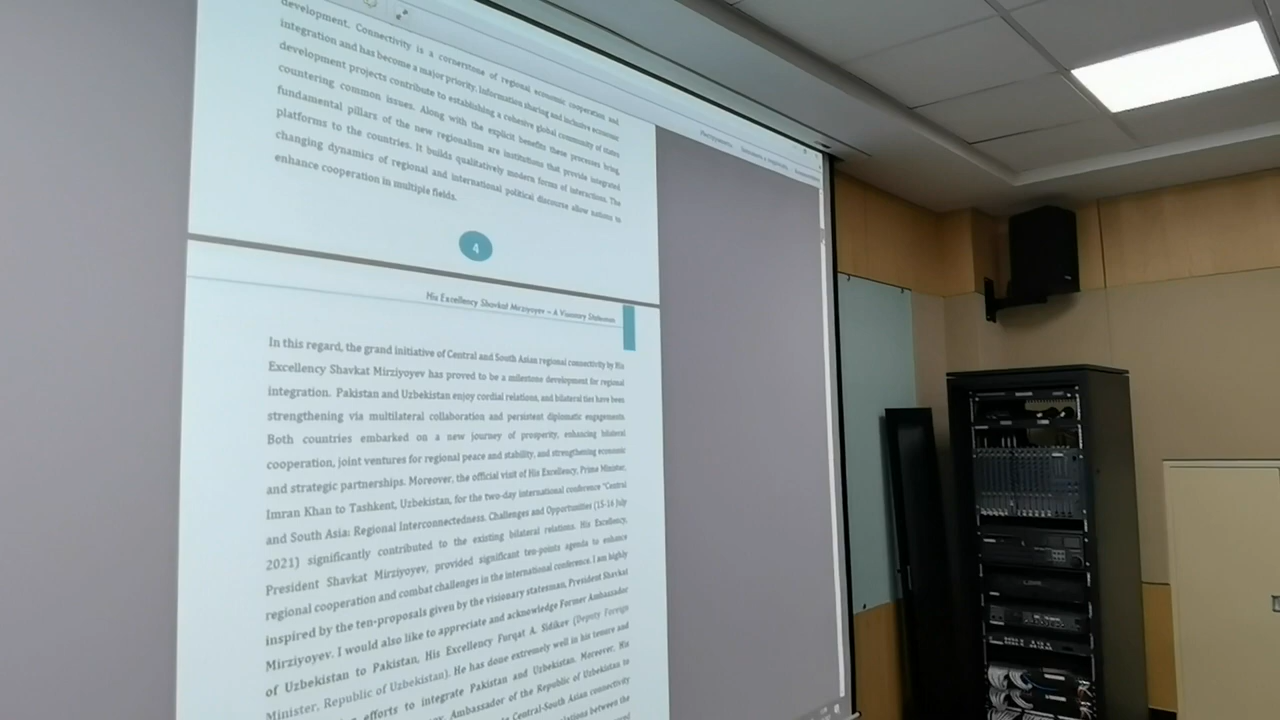 development. Connectivity is a cornerstone of regional economic cooperation and
integration and has become a major priority. Information sharing and inclusive economic
development projects contribute to establishing a cohesive global community of states
countering common issues. Along with the explicit benefits these processes bring,
fundamental pillars of the new regionalism are institutions that provide integrated
platforms to the countries. It builds qualitatively modern forms of interactions. The
changing dynamics of regional and international political discourse allow nations to
enhance cooperation in multiple fields.
4
His Excellency Shavkat Mirziyoyev – A Visionary Statesman
In this regard, the grand initiative of Central and South Asian regional connectivity by His
Excellency Shavkat Mirziyoyev has proved to be a milestone development for regional
integration. Pakistan and Uzbekistan enjoy cordial relations, and bilateral ties have been
strengthening via multilateral collaboration and persistent diplomatic engagements.
Both countries embarked on a new journey of prosperity, enhancing bilateral
cooperation, joint ventures for regional peace and stability, and strengthening economic
and strategic partnerships. Moreover, the official visit of His Excellency, Prime Minister,
Imran Khan to Tashkent, Uzbekistan, for the two-day international conference "Central
and South Asia: Regional Interconnectedness. Challenges and Opportunities (15-16 July
2021) significantly contributed to the existing bilateral relations. His Excellency,
President Shavkat Mirziyoyev, provided significant ten-points agenda to enhance
regional cooperation and combat challenges in the international conference. I am highly
inspired by the ten-proposals given by the visionary statesman, President Shavkat
Mirziyoyev. I would also like to appreciate and acknowledge Former Ambassador
of Uzbekistan to Pakistan, His Excellency Furqat A. Sidikov (Deputy Foreign
Minister, Republic of Uzbekistan). He has done extremely well in his tenure and
efforts to integrate Pakistan and Uzbekistan. Moreover, His
Ambassador of the Republic of Uzbekistan to
Central-South Asian connectivity
between the